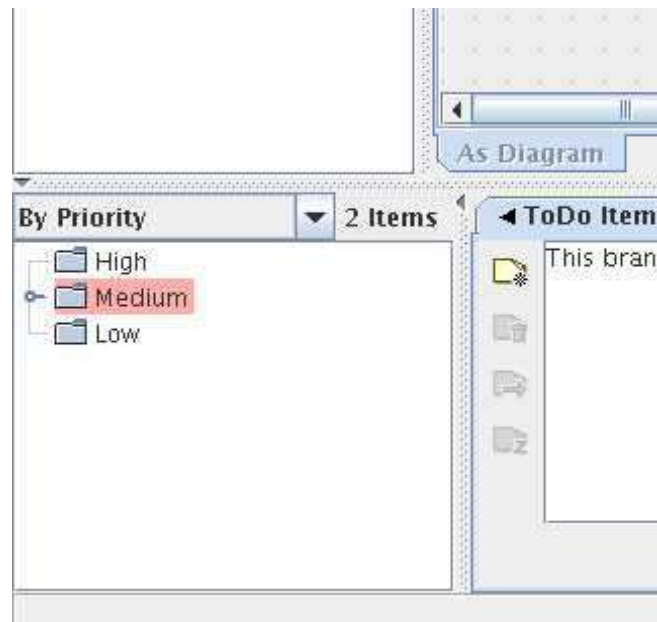 As Diagram
By Priority
2 Items
ToDo Item
This bran
High
Medium
Low